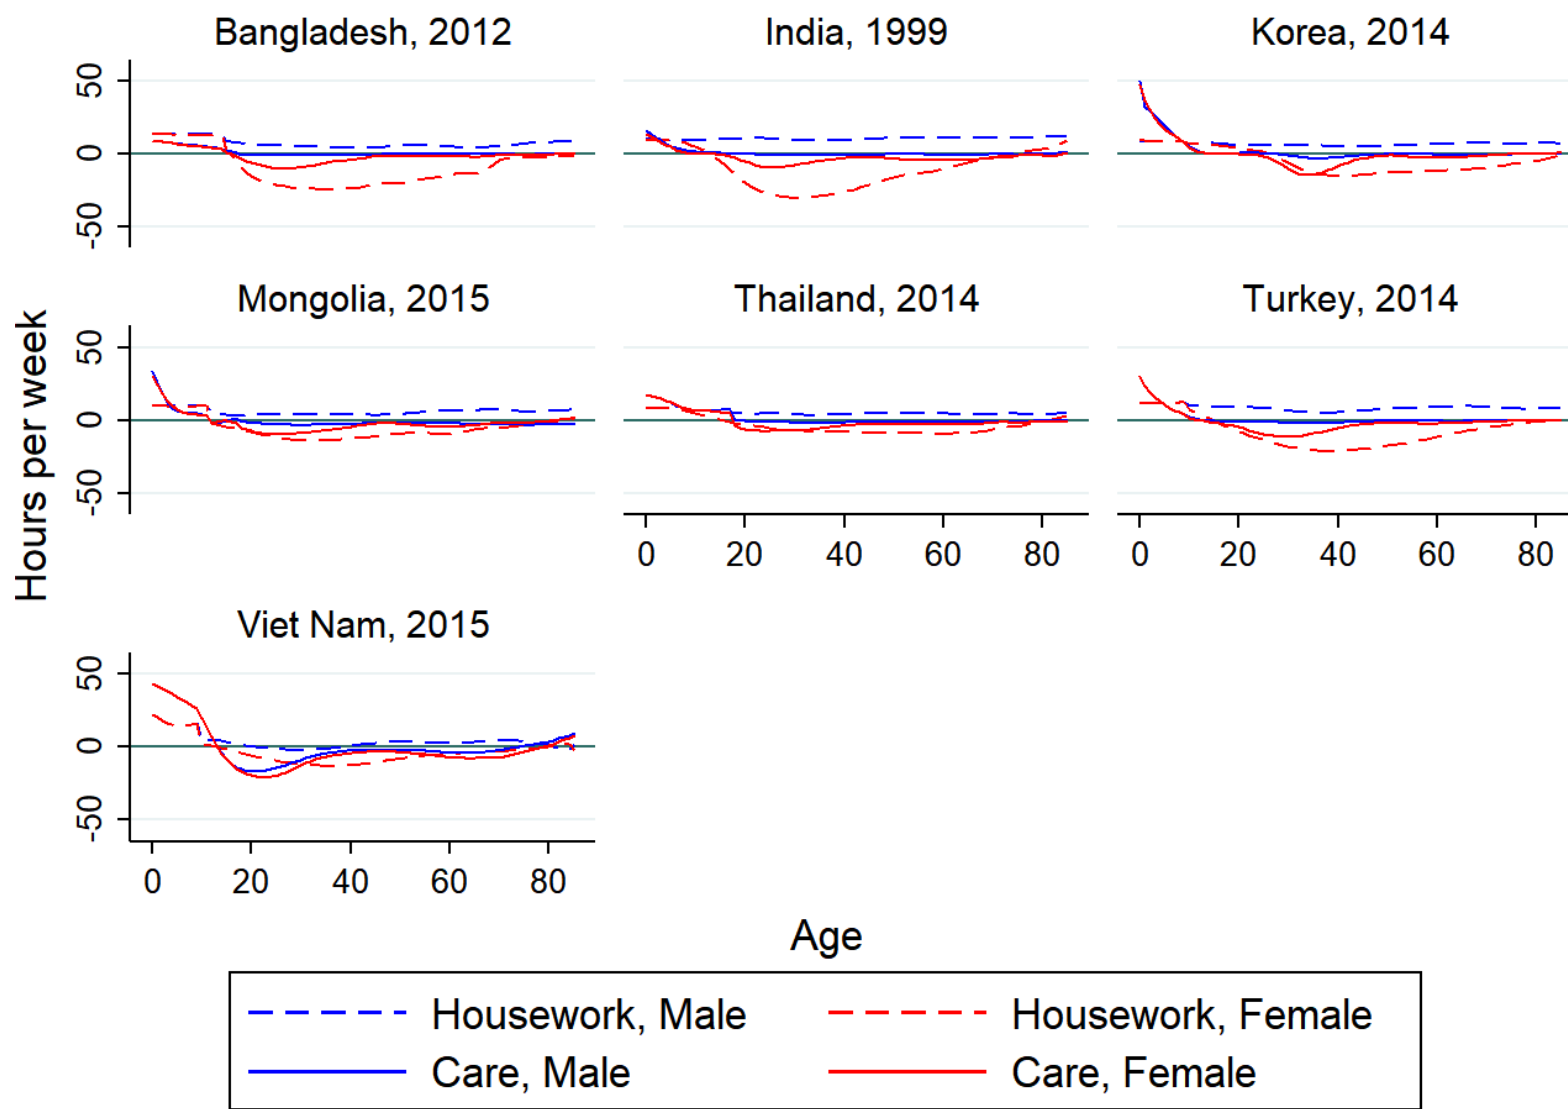 Bangladesh, 2012
India, 1999
Korea, 2014
50
0
-50
Mongolia, 2015
Thailand, 2014
Turkey, 2014
50
0
-50
0 20 40 60 80
0 20 40 60 80
Viet Nam, 2015
50
0
-50
0 20 40 60 80
Hours per week
Age
Housework, Male
Housework, Female
Care, Male
Care, Female